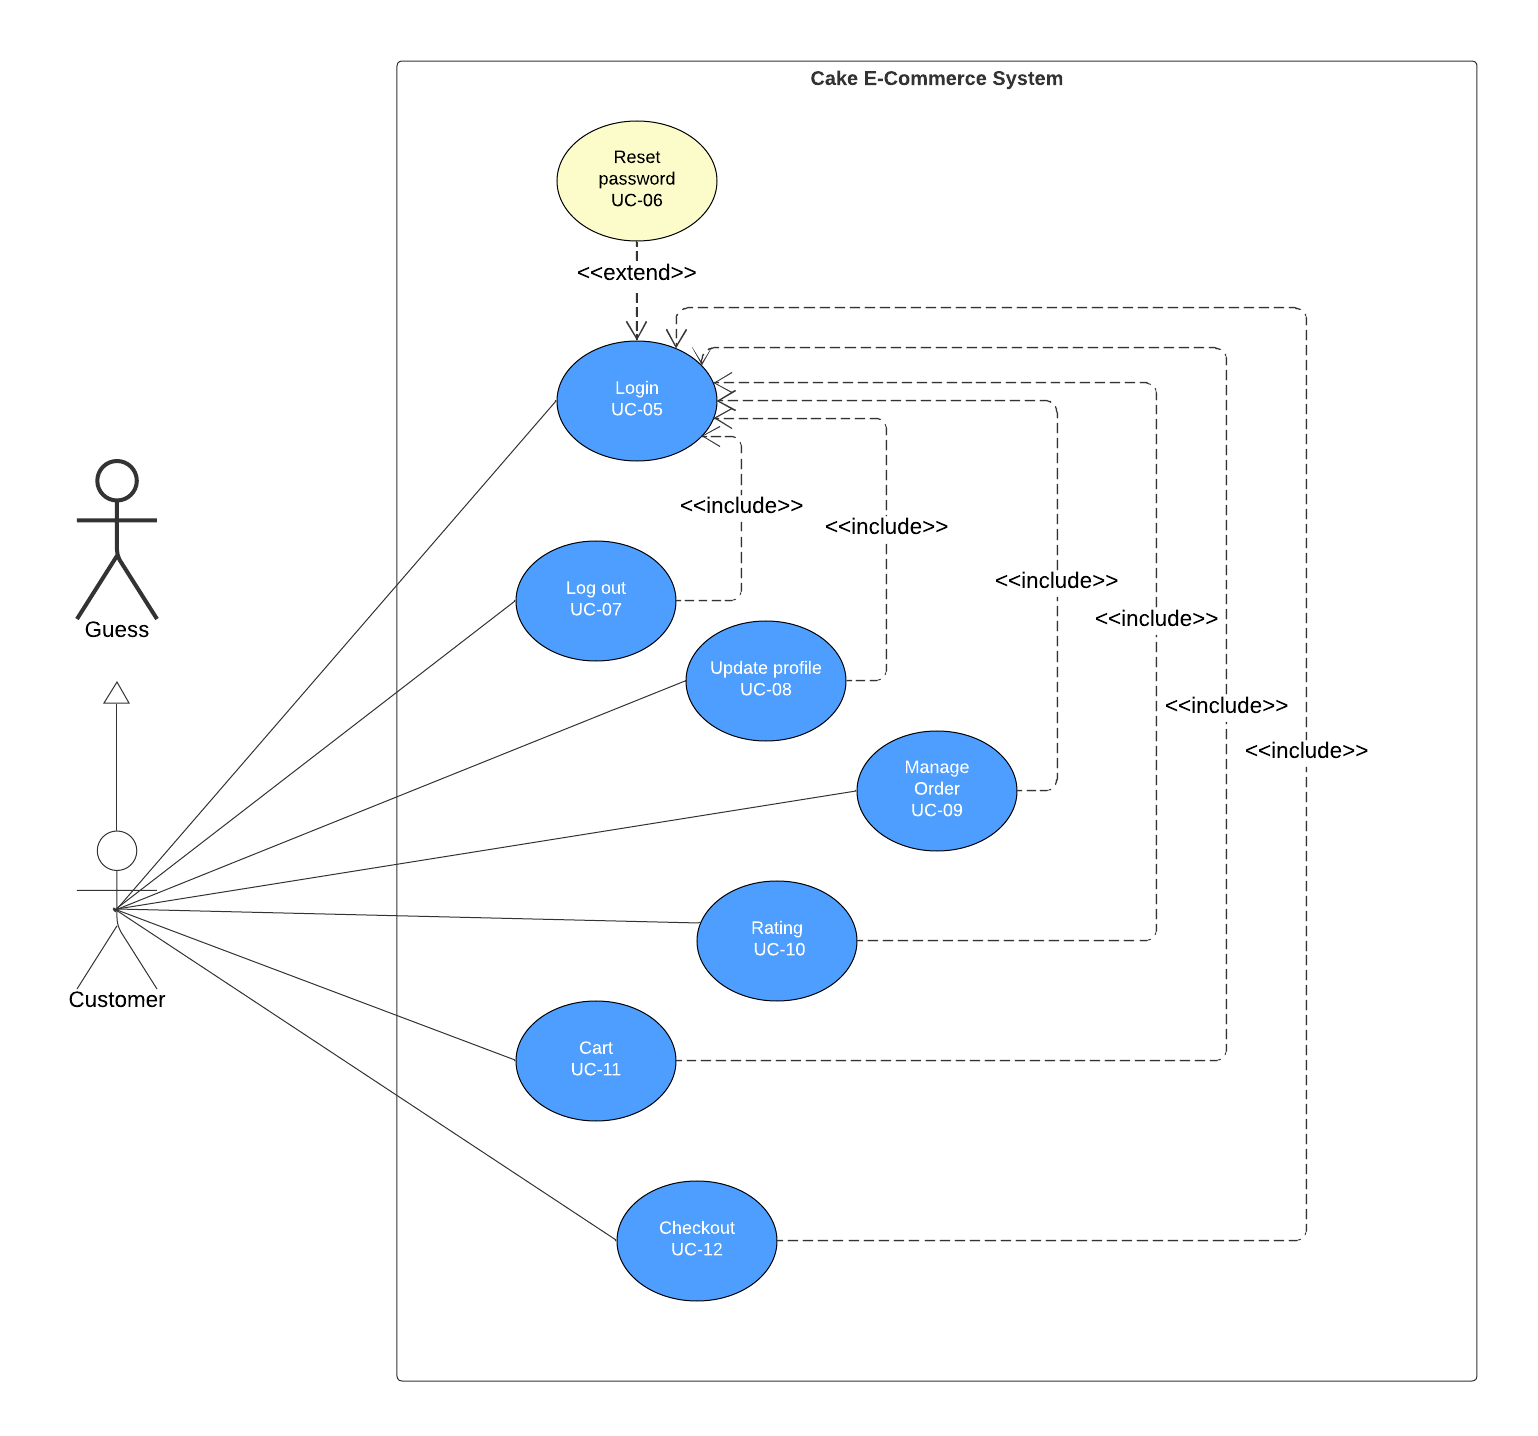 Cake E-Commerce System
Reset
password
UC-06
<<extend>>
Login
UC-05
<<include>>
<<include>>
<<include>>
<<include>>
<<include>>
<<include>>
Log out
UC-07
Guess
Update profile
UC-08
Manage
Order
UC-09
Rating
UC-10
Customer
Cart
UC-11
Checkout
UC-12